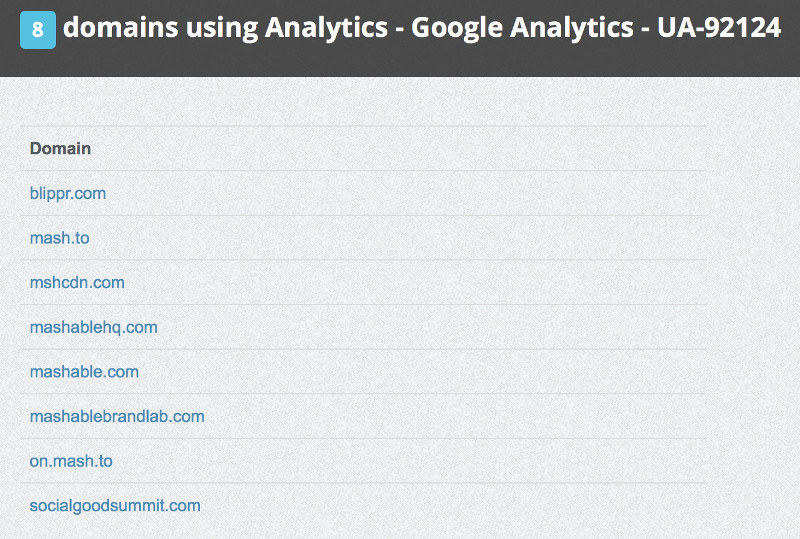 8 domains using Analytics - Google Analytics - UA-92124
Domain
blippr.com
mash.to
mshcdn.com
mashablehq.com
mashable.com
mashablebrandlab.com
on.mash.to
socialgoodsummit.com